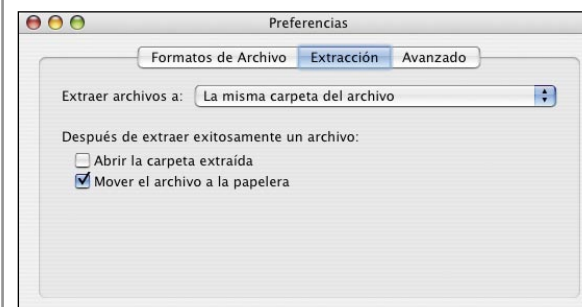 Preferencias
Formatos de Archivo Extracción Avanzado
Extraer archivos a: La misma carpeta del archivo
Después de extraer exitosamente un archivo:
Abrir la carpeta extraída
Mover el archivo a la papelera